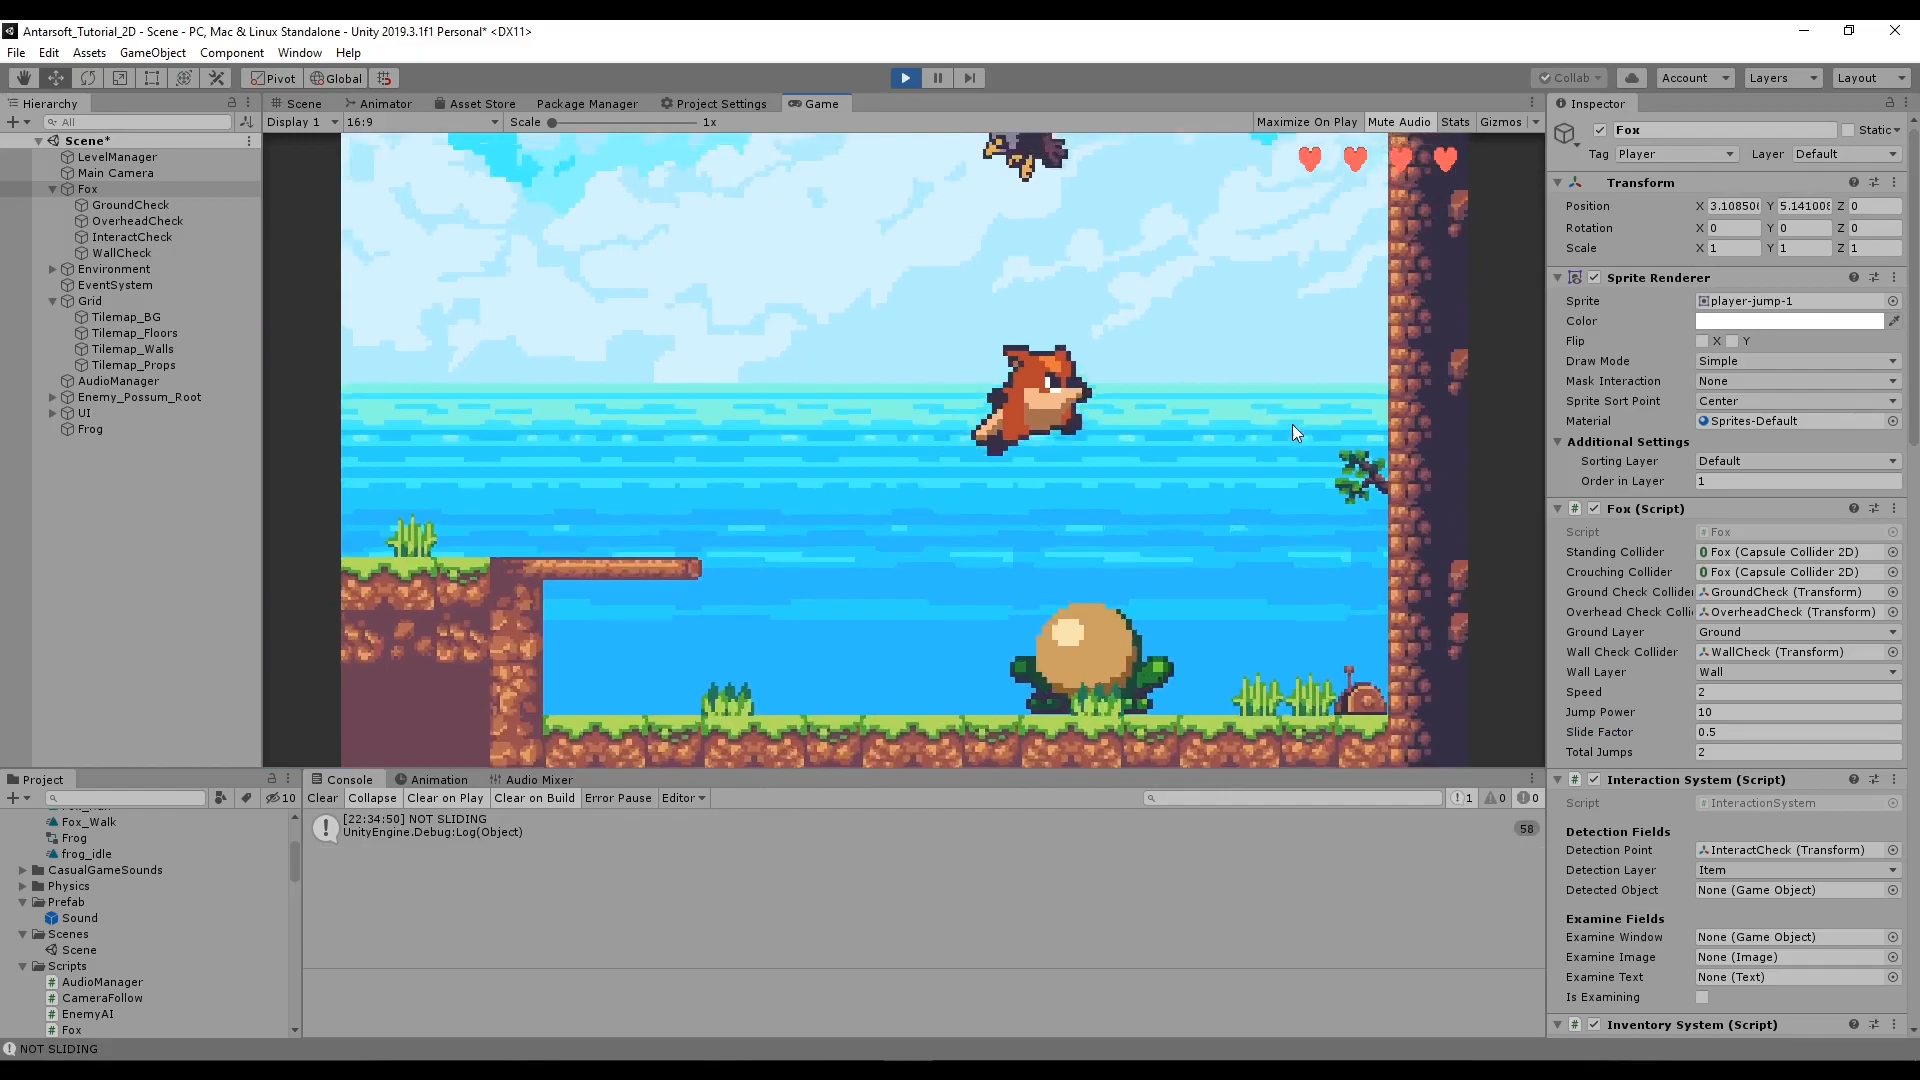 Antarsoft_Tutorial_2D - Scene - PC, Mac & Linux Standalone - Unity 2019.3.1f1 Personal* <DX11>
File Edit Assets GameObject Component Window Help
Pivot Global Collab Account Layers Layout
Hierarchy
All
Scene*
LevelManager
Main Camera
Fox
GroundCheck
OverheadCheck
InteractCheck
WallCheck
Environment
EventSystem
Grid
Tilemap_BG
Tilemap_Floors
Tilemap_Walls
Tilemap_Props
AudioManager
Enemy_Possum_Root
UI
Frog
Scene Animator Asset Store Package Manager Project Settings Game
Display 1 16:9 Scale 1x Maximize On Play Mute Audio Stats Gizmos
Inspector
Fox Static
Tag Player Layer Default
Transform
Position X 3.10850 Y 5.141008 Z 0
Rotation X 0 Y 0 Z 0
Scale X 1 Y 1 Z 1
Sprite Renderer
Sprite player-jump-1
Color
Flip X Y
Draw Mode Simple
Mask Interaction None
Sprite Sort Point Center
Material Sprites-Default
Additional Settings
Sorting Layer Default
Order in Layer 1
Fox (Script)
Script Fox
Standing Collider Fox (Capsule Collider 2D)
Crouching Collider Fox (Capsule Collider 2D)
Ground Check Collider GroundCheck (Transform)
Overhead Check Colli OverheadCheck (Transform)
Ground Layer Ground
Wall Check Collider WallCheck (Transform)
Wall Layer Wall
Speed 2
Jump Power 10
Slide Factor 0.5
Total Jumps 2
Interaction System (Script)
Script InteractionSystem
Detection Fields
Detection Point InteractCheck (Transform)
Detection Layer Item
Detected Object None (Game Object)
Examine Fields
Examine Window None (Game Object)
Examine Image None (Image)
Examine Text None (Text)
Is Examining
Inventory System (Script)
Project
10
Fox_Walk
Frog
frog_idle
CasualGameSounds
Physics
Prefab
Sound
Scenes
Scene
Scripts
AudioManager
CameraFollow
EnemyAI
Fox
Console Animation Audio Mixer
Clear Collapse Clear on Play Clear on Build Error Pause Editor 1 0 0
[22:34:50] NOT SLIDING
UnityEngine.Debug:Log(Object)
58
NOT SLIDING